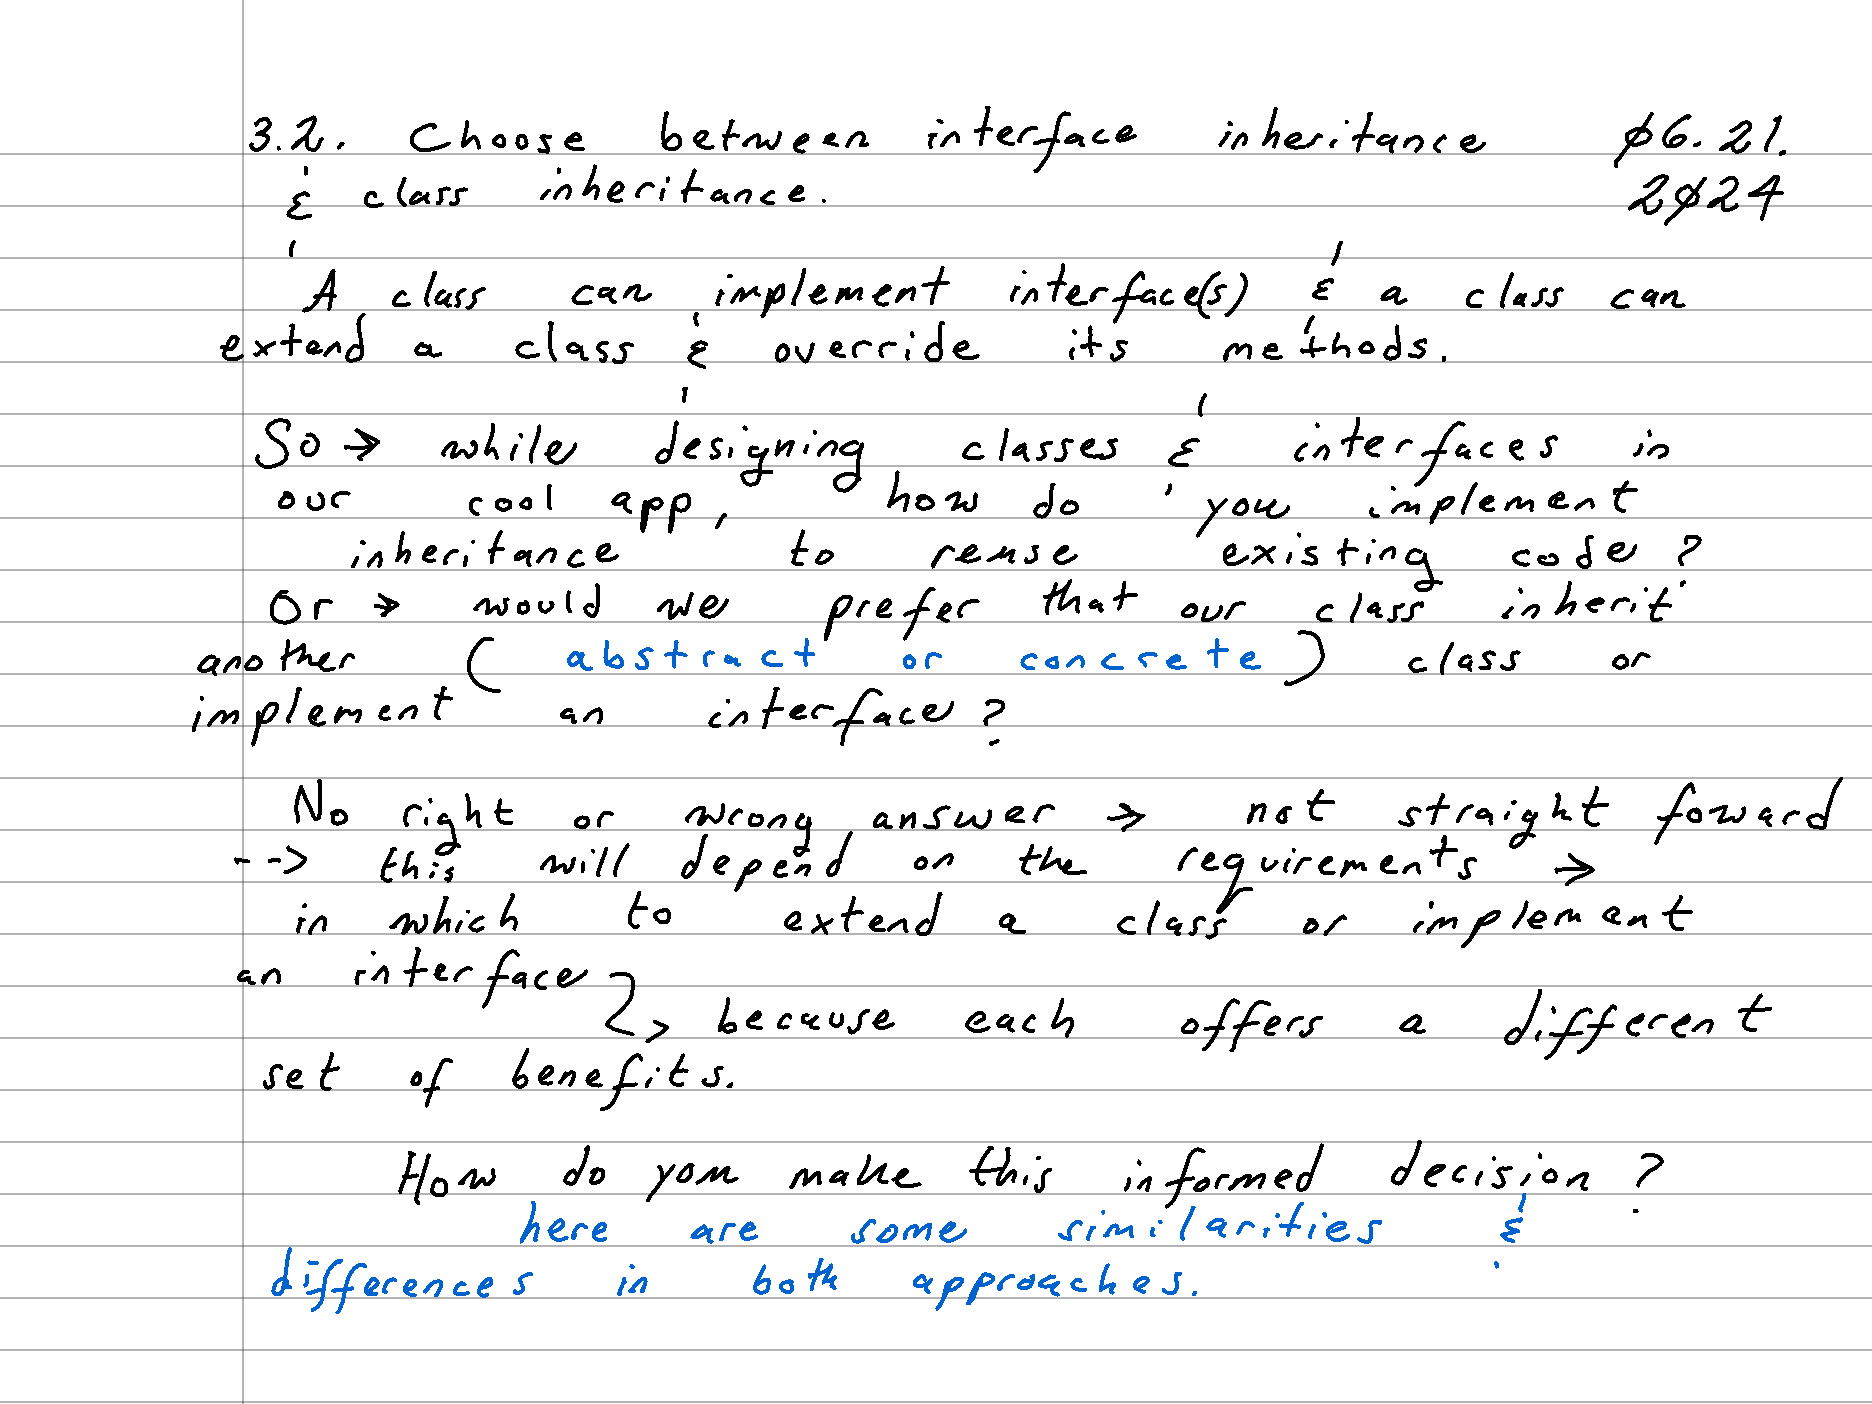 3.2. Choose between interface inheritance 06.21.
& class inheritance. 2024
A class can implement interface(s) & a class can
extend a class & override its methods.
So → while designing classes & interfaces in
our cool app, how do you implement
inheritance to reuse existing code?
Or → would we prefer that our class inherit
another (abstract or concrete) class or
implement an interface?
No right or wrong answer → not straight foward
--> this will depend on the requirements →
in which to extend a class or implement
an interface
↳ because each offers a different
set of benefits.
How do you make this informed decision?
here are some similarities &
differences in both approaches.